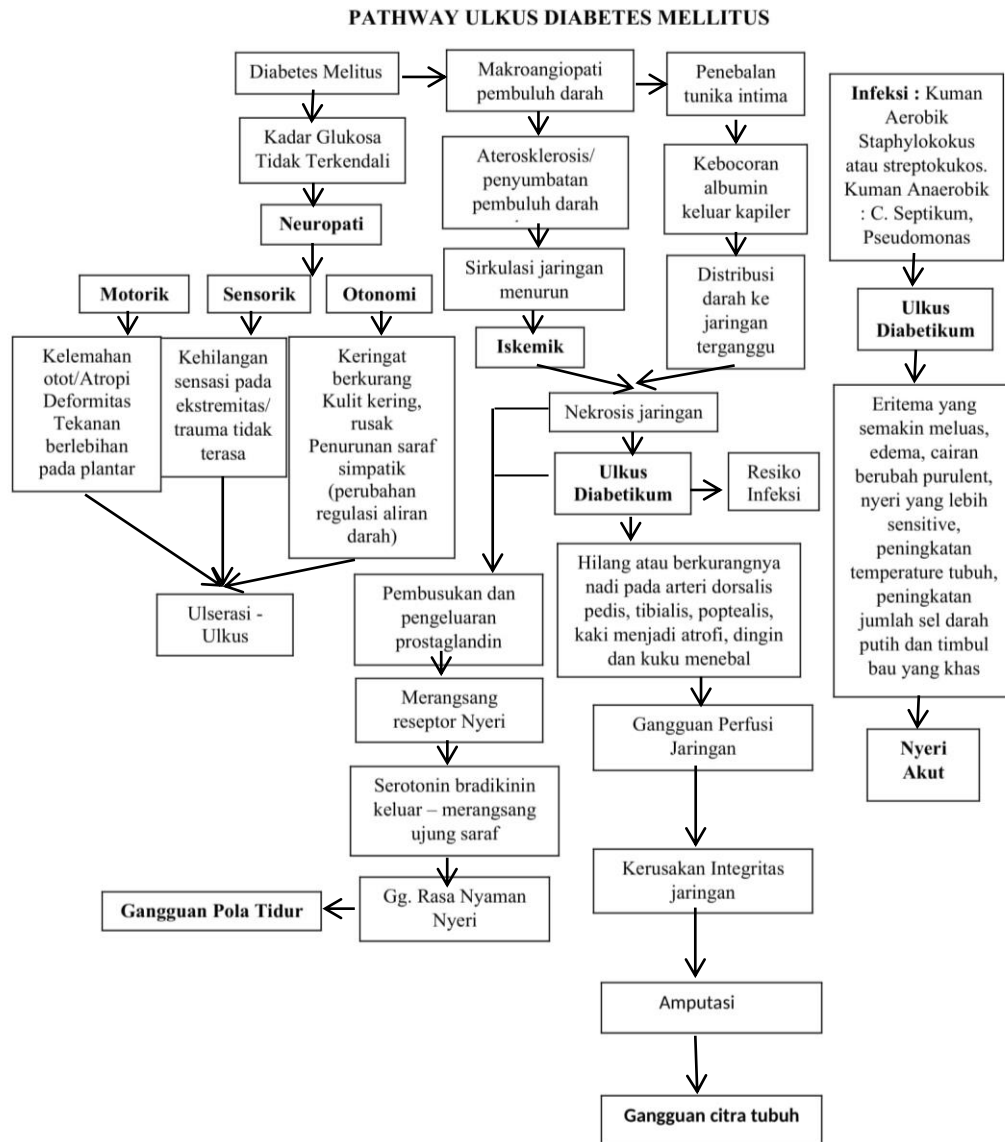 PATHWAY ULKUS DIABETES MELLITUS
Diabetes Melitus
Makroangiopati
pembuluh darah
Penebalan
tunika intima
Infeksi : Kuman
Aerobik
Staphylokokus
atau streptokukos.
Kuman Anaerobik
: C. Septikum,
Pseudomonas
Kadar Glukosa
Tidak Terkendali
Aterosklerosis/
penyumbatan
pembuluh darah
Kebocoran
albumin
keluar kapiler
Neuropati
Motorik
Sensorik
Otonomi
Sirkulasi jaringan
menurun
Distribusi
darah ke
jaringan
terganggu
Ulkus
Diabetikum
Kelemahan
otot/Atropi
Deformitas
Tekanan
berlebihan
pada plantar
Kehilangan
sensasi pada
ekstremitas/
trauma tidak
terasa
Keringat
berkurang
Kulit kering,
rusak
Penurunan saraf
simpatik
(perubahan
regulasi aliran
darah)
Iskemik
Nekrosis jaringan
Ulkus
Diabetikum
Resiko
Infeksi
Eritema yang
semakin meluas,
edema, cairan
berubah purulent,
nyeri yang lebih
sensitive,
peningkatan
temperature tubuh,
peningkatan
jumlah sel darah
putih dan timbul
bau yang khas
Ulserasi -
Ulkus
Pembusukan dan
pengeluaran
prostaglandin
Hilang atau berkurangnya
nadi pada arteri dorsalis
pedis, tibialis, poptealis,
kaki menjadi atrofi, dingin
dan kuku menebal
Merangsang
reseptor Nyeri
Gangguan Perfusi
Jaringan
Nyeri
Akut
Serotonin bradikinin
keluar – merangsang
ujung saraf
Kerusakan Integritas
jaringan
Gangguan Pola Tidur
Gg. Rasa Nyaman
Nyeri
Amputasi
Gangguan citra tubuh